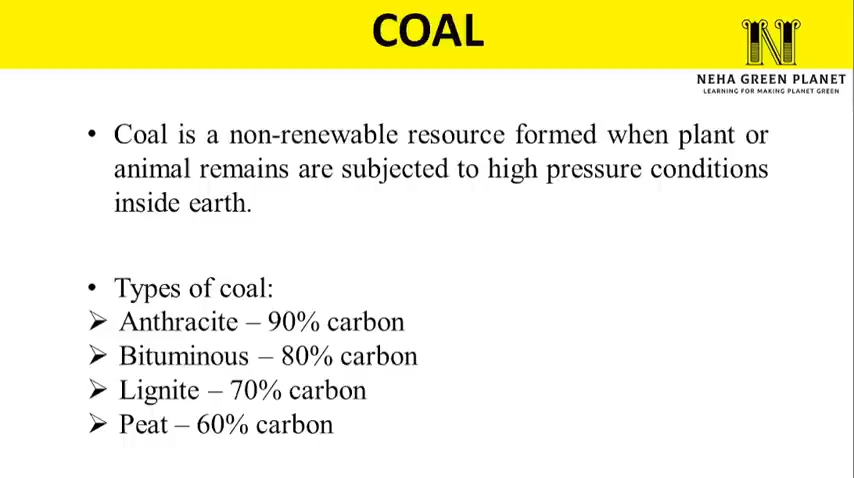 COAL
NEHA GREEN PLANET
LEARNING FOR MAKING PLANET GREEN
• Coal is a non-renewable resource formed when plant or
animal remains are subjected to high pressure conditions
inside earth.
• Types of coal:
➢ Anthracite – 90% carbon
➢ Bituminous – 80% carbon
➢ Lignite – 70% carbon
➢ Peat – 60% carbon